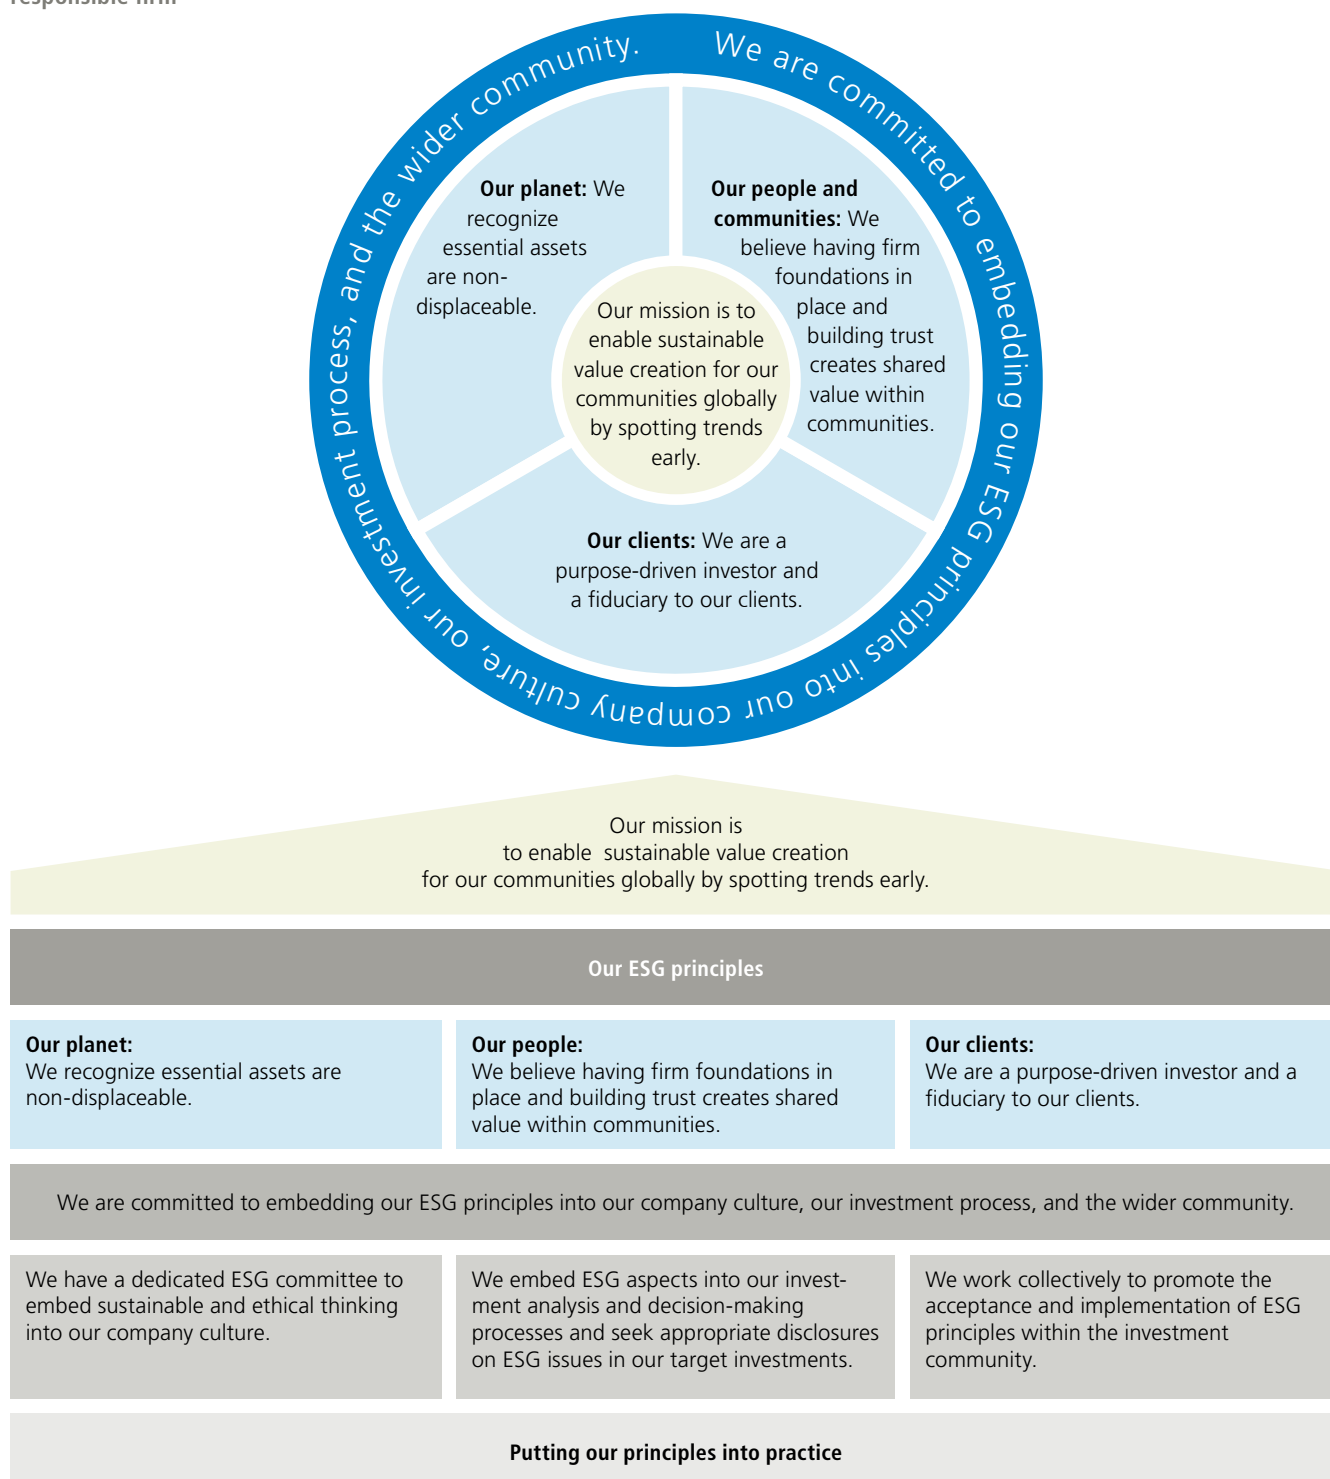 responsible firm
We are committed to embedding our ESG principles into our company culture, our investment process, and the wider community.
Our planet: We
recognize
essential assets
are non-
displaceable.
Our people and
communities: We
believe having firm
foundations in
place and
building trust
creates shared
value within
communities.
Our mission is to
enable sustainable
value creation for our
communities globally
by spotting trends
early.
Our clients: We are a
purpose-driven investor and
a fiduciary to our clients.
Our mission is
to enable sustainable value creation
for our communities globally by spotting trends early.
Our ESG principles
Our planet:
We recognize essential assets are
non-displaceable.
Our people:
We believe having firm foundations in
place and building trust creates shared
value within communities.
Our clients:
We are a purpose-driven investor and a
fiduciary to our clients.
We are committed to embedding our ESG principles into our company culture, our investment process, and the wider community.
We have a dedicated ESG committee to
embed sustainable and ethical thinking
into our company culture.
We embed ESG aspects into our invest-
ment analysis and decision-making
processes and seek appropriate disclosures
on ESG issues in our target investments.
We work collectively to promote the
acceptance and implementation of ESG
principles within the investment
community.
Putting our principles into practice